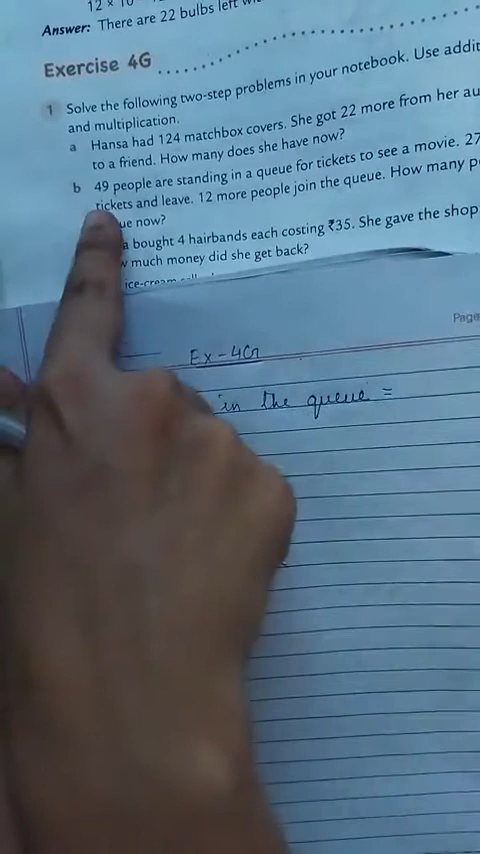 12 × 10
Answer: There are 22 bulbs left
Exercise 4G
1 Solve the following two-step problems in your notebook. Use addit
and multiplication.
a Hansa had 124 matchbox covers. She got 22 more from her au
to a friend. How many does she have now?
b 49 people are standing in a queue for tickets to see a movie. 27
tickets and leave. 12 more people join the queue. How many p
ue now?
a bought 4 hairbands each costing ₹35. She gave the shop
much money did she get back?
ice-cream
Page
Ex-4G
in the queue =